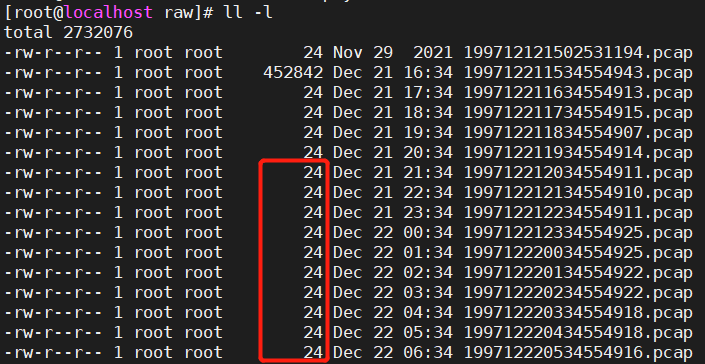 [root@localhost raw]# ll -l
total 2732076
-rw-r--r-- 1 root root 24 Nov 29 2021 199712121502531194.pcap
-rw-r--r-- 1 root root 452842 Dec 21 16:34 199712211534554943.pcap
-rw-r--r-- 1 root root 24 Dec 21 17:34 199712211634554913.pcap
-rw-r--r-- 1 root root 24 Dec 21 18:34 199712211734554915.pcap
-rw-r--r-- 1 root root 24 Dec 21 19:34 199712211834554907.pcap
-rw-r--r-- 1 root root 24 Dec 21 20:34 199712211934554914.pcap
-rw-r--r-- 1 root root 24 Dec 21 21:34 199712212034554911.pcap
-rw-r--r-- 1 root root 24 Dec 21 22:34 199712212134554910.pcap
-rw-r--r-- 1 root root 24 Dec 21 23:34 199712212234554911.pcap
-rw-r--r-- 1 root root 24 Dec 22 00:34 199712212334554925.pcap
-rw-r--r-- 1 root root 24 Dec 22 01:34 199712220034554925.pcap
-rw-r--r-- 1 root root 24 Dec 22 02:34 199712220134554922.pcap
-rw-r--r-- 1 root root 24 Dec 22 03:34 199712220234554922.pcap
-rw-r--r-- 1 root root 24 Dec 22 04:34 199712220334554918.pcap
-rw-r--r-- 1 root root 24 Dec 22 05:34 199712220434554918.pcap
-rw-r--r-- 1 root root 24 Dec 22 06:34 199712220534554916.pcap